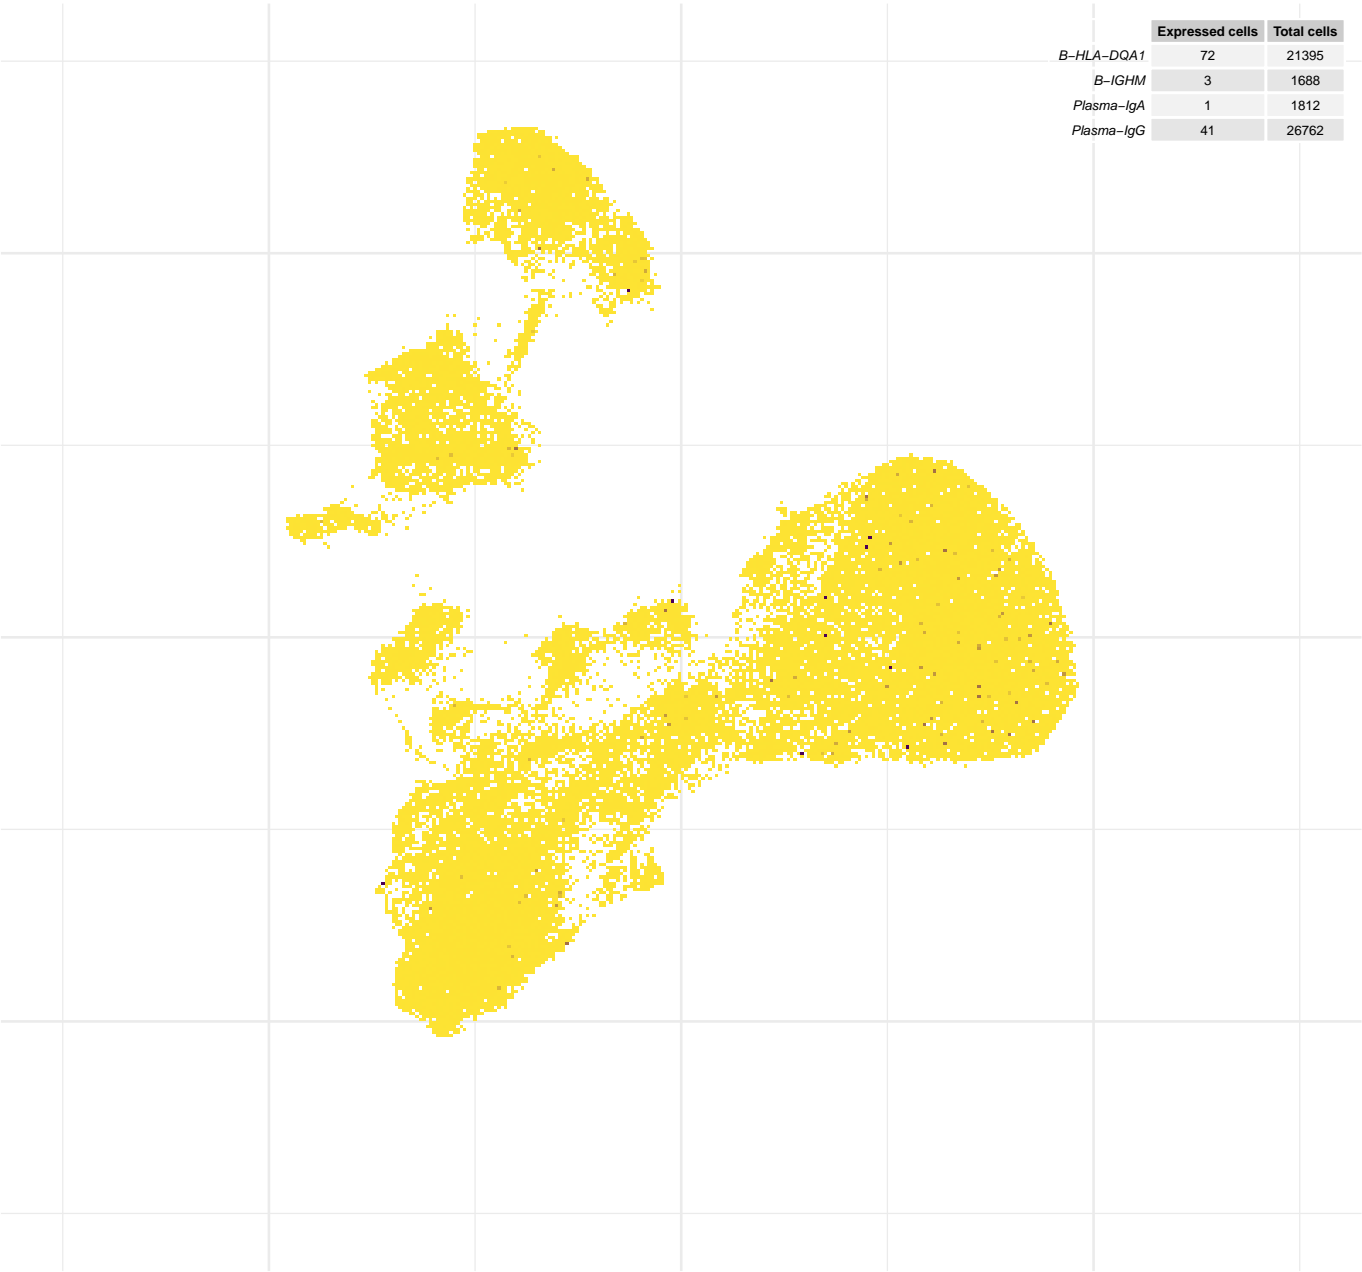 Expressed cells Total cells
B−HLA−DQA1 72 21395
B−IGHM 3 1688
Plasma−IgA 1 1812
Plasma−IgG 41 26762